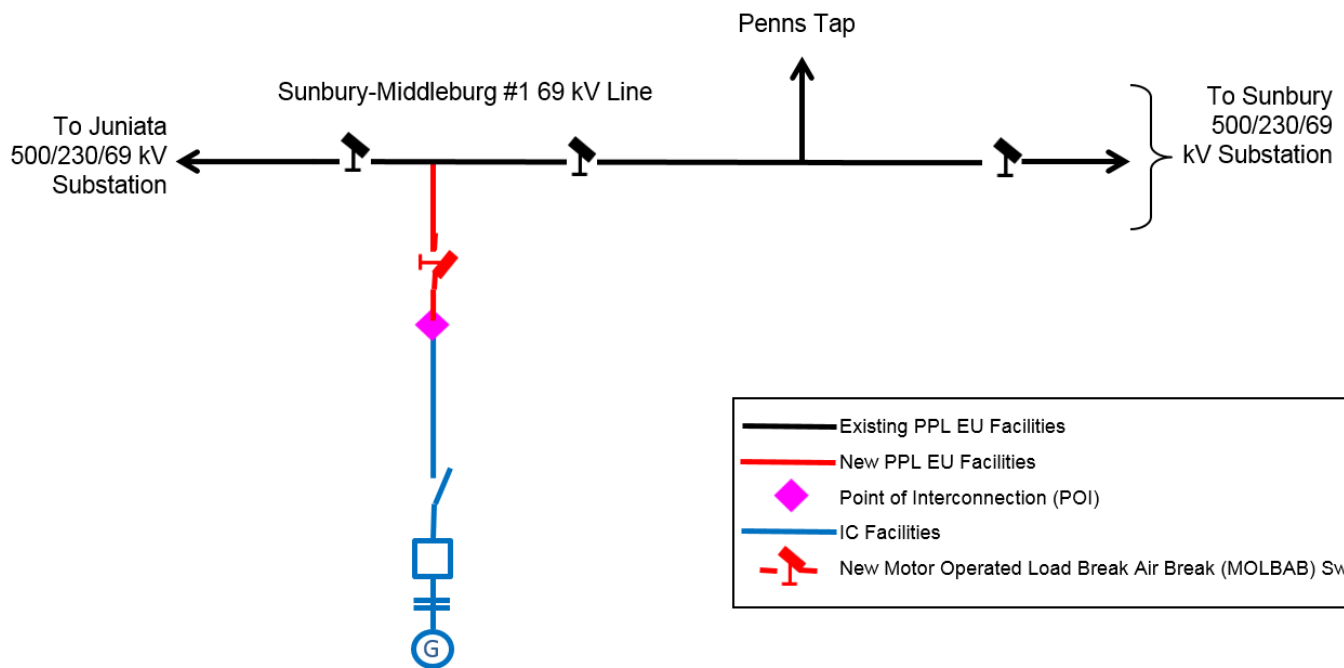 Penns Tap
Sunbury-Middleburg #1 69 kV Line
To Juniata
500/230/69 kV
Substation
To Sunbury
500/230/69
kV Substation
Existing PPL EU Facilities
New PPL EU Facilities
Point of Interconnection (POI)
IC Facilities
New Motor Operated Load Break Air Break (MOLBAB) Sw
G